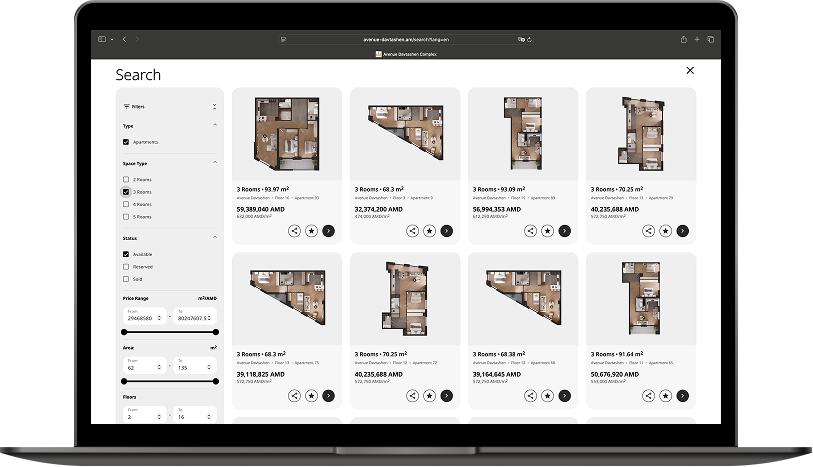 avenue-davtashen.am/search?lang=en
Avenue Davtashen Complex
Search
Filters
Type
Apartments
Space Type
2 Rooms
3 Rooms
4 Rooms
5 Rooms
Status
Available
Reserved
Sold
Price Range m²/AMD
From To
29468580 - 80247607.5
Area: m²
From To
62 - 135
Floors
From To
2 - 16
3 Rooms • 93.97 m²
Avenue Davtashen • Floor 16 • Apartment 93
59,389,040 AMD
632,000 AMD/m²
3 Rooms • 68.3 m²
Avenue Davtashen • Floor 3 • Apartment 9
32,374,200 AMD
474,000 AMD/m²
3 Rooms • 93.09 m²
Avenue Davtashen • Floor 15 • Apartment 89
56,994,353 AMD
612,250 AMD/m²
3 Rooms • 70.25 m²
Avenue Davtashen • Floor 13 • Apartment 79
40,235,688 AMD
572,750 AMD/m²
3 Rooms • 68.3 m²
Avenue Davtashen • Floor 13 • Apartment 75
39,118,825 AMD
572,750 AMD/m²
3 Rooms • 70.25 m²
Avenue Davtashen • Floor 12 • Apartment 72
40,235,688 AMD
572,750 AMD/m²
3 Rooms • 68.38 m²
Avenue Davtashen • Floor 12 • Apartment 68
39,164,645 AMD
572,750 AMD/m²
3 Rooms • 91.64 m²
Avenue Davtashen • Floor 11 • Apartment 65
50,676,920 AMD
553,000 AMD/m²